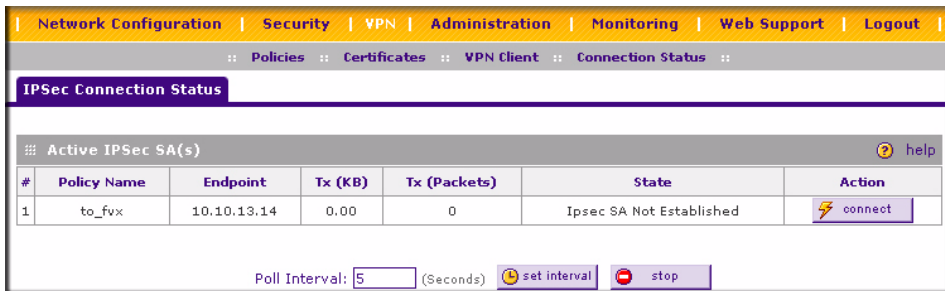 Network Configuration | Security | VPN | Administration | Monitoring | Web Support | Logout
:: Policies :: Certificates :: VPN Client :: Connection Status ::
IPSec Connection Status
Active IPSec SA(s) ? help
# Policy Name Endpoint Tx (KB) Tx (Packets) State Action
1 to_fvx 10.10.13.14 0.00 0 Ipsec SA Not Established connect
Poll Interval: 5 (Seconds) set interval stop